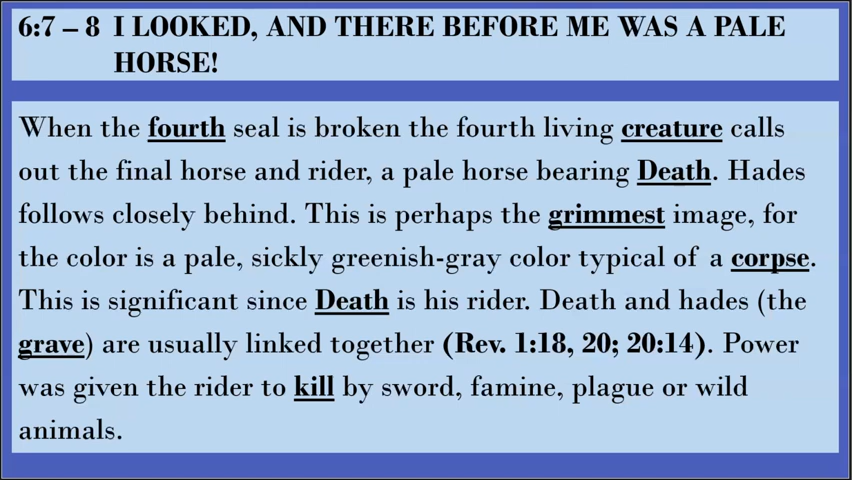 6:7 – 8 I LOOKED, AND THERE BEFORE ME WAS A PALE
HORSE!
When the fourth seal is broken the fourth living creature calls
out the final horse and rider, a pale horse bearing Death. Hades
follows closely behind. This is perhaps the grimmest image, for
the color is a pale, sickly greenish-gray color typical of a corpse.
This is significant since Death is his rider. Death and hades (the
grave) are usually linked together (Rev. 1:18, 20; 20:14). Power
was given the rider to kill by sword, famine, plague or wild
animals.